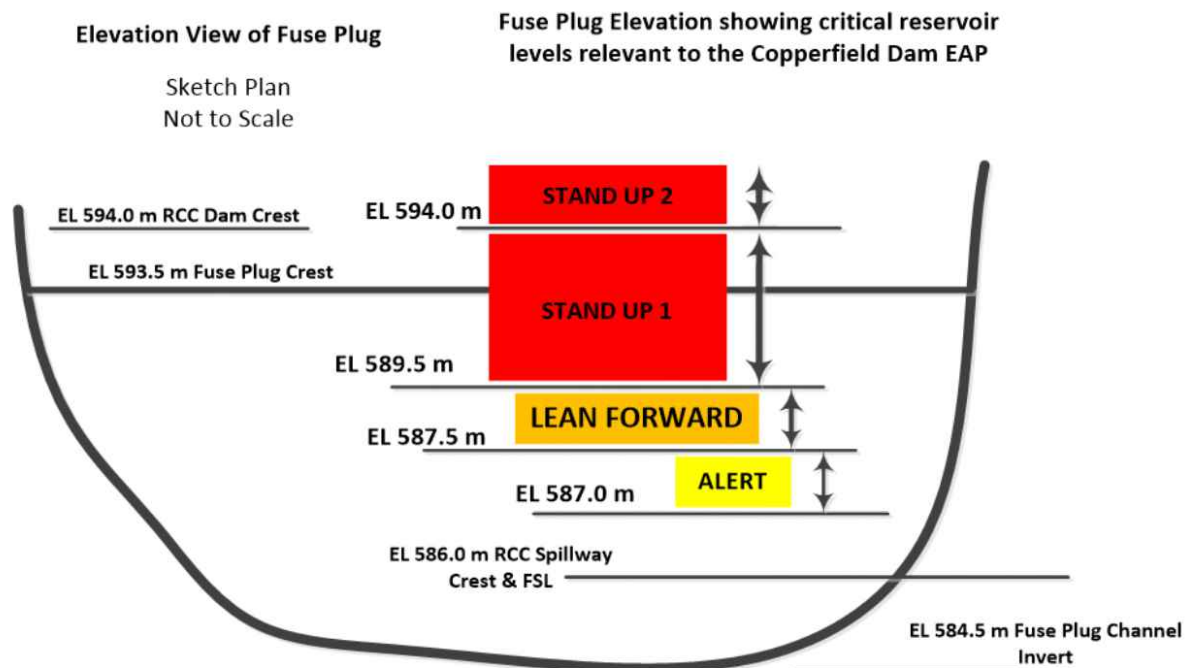 Elevation View of Fuse Plug
Sketch Plan
Not to Scale
Fuse Plug Elevation showing critical reservoir
levels relevant to the Copperfield Dam EAP
STAND UP 2
EL 594.0 m RCC Dam Crest
EL 594.0 m
EL 593.5 m Fuse Plug Crest
STAND UP 1
EL 589.5 m
LEAN FORWARD
EL 587.5 m
ALERT
EL 587.0 m
EL 586.0 m RCC Spillway
Crest & FSL
EL 584.5 m Fuse Plug Channel
Invert